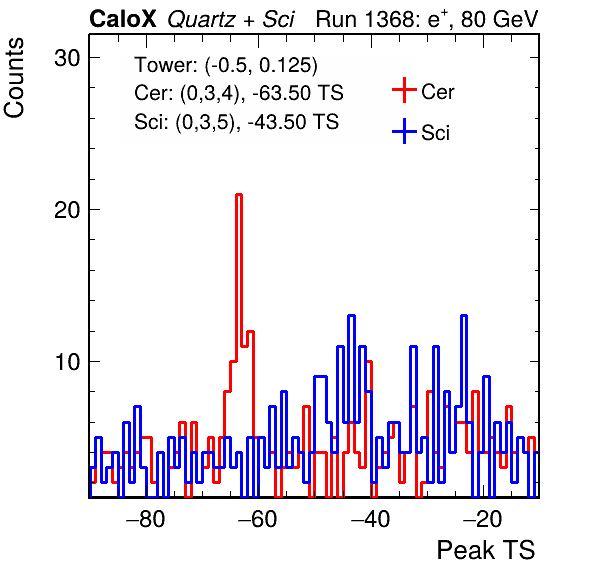 CaloX Quartz + Sci Run 1368: e⁺, 80 GeV
Counts
Tower: (-0.5, 0.125)
Cer: (0,3,4), -63.50 TS
Sci: (0,3,5), -43.50 TS
Cer
Sci
30
20
10
−80 −60 −40 −20
Peak TS